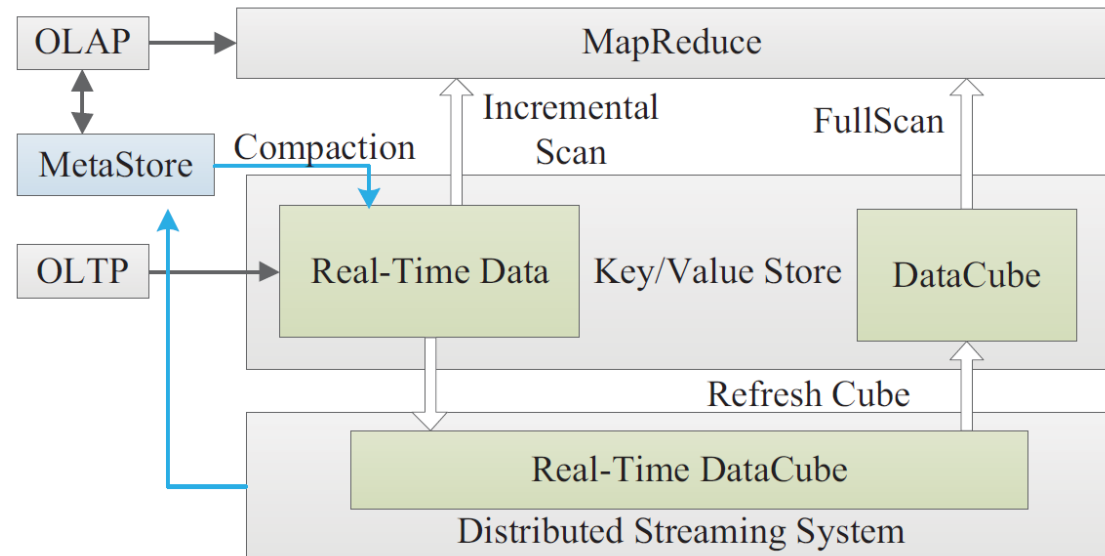 OLAP
MapReduce
Incremental
Scan
FullScan
MetaStore
Compaction
OLTP
Real-Time Data
Key/Value Store
DataCube
Refresh Cube
Real-Time DataCube
Distributed Streaming System